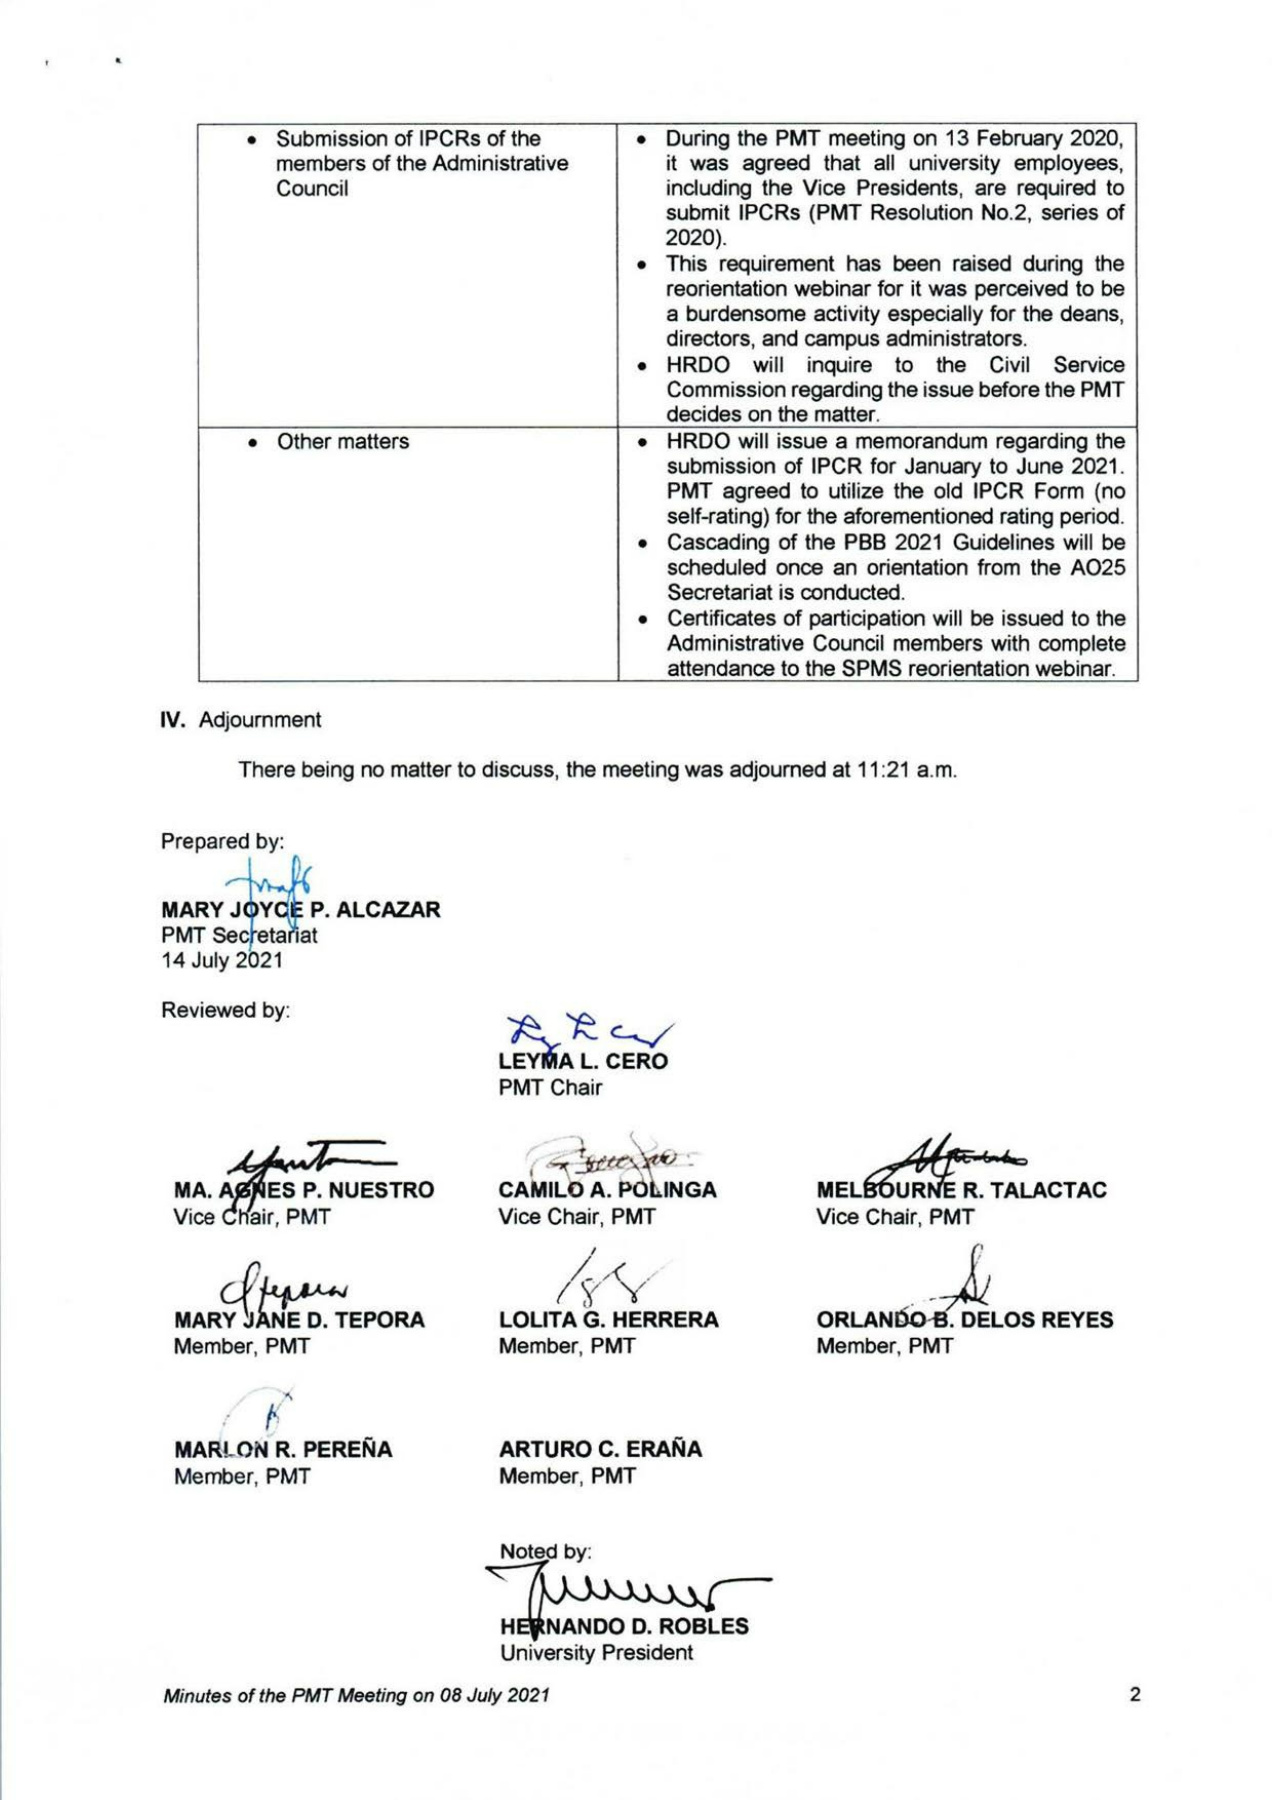 • Submission of IPCRs of the
members of the Administrative
Council
• During the PMT meeting on 13 February 2020,
it was agreed that all university employees,
including the Vice Presidents, are required to
submit IPCRs (PMT Resolution No.2, series of
2020).
• This requirement has been raised during the
reorientation webinar for it was perceived to be
a burdensome activity especially for the deans,
directors, and campus administrators.
• HRDO will inquire to the Civil Service
Commission regarding the issue before the PMT
decides on the matter.
• Other matters
• HRDO will issue a memorandum regarding the
submission of IPCR for January to June 2021.
PMT agreed to utilize the old IPCR Form (no
self-rating) for the aforementioned rating period.
• Cascading of the PBB 2021 Guidelines will be
scheduled once an orientation from the AO25
Secretariat is conducted.
• Certificates of participation will be issued to the
Administrative Council members with complete
attendance to the SPMS reorientation webinar.
IV. Adjournment
There being no matter to discuss, the meeting was adjourned at 11:21 a.m.
Prepared by:
MARY JOYCE P. ALCAZAR
PMT Secretariat
14 July 2021
Reviewed by:
LEYMA L. CERO
PMT Chair
MA. AGNES P. NUESTRO CAMILO A. POLINGA MELBOURNE R. TALACTAC
Vice Chair, PMT Vice Chair, PMT Vice Chair, PMT
MARY JANE D. TEPORA LOLITA G. HERRERA ORLANDO B. DELOS REYES
Member, PMT Member, PMT Member, PMT
MARLON R. PEREÑA ARTURO C. ERAÑA
Member, PMT Member, PMT
Noted by:
HERNANDO D. ROBLES
University President
Minutes of the PMT Meeting on 08 July 2021 2